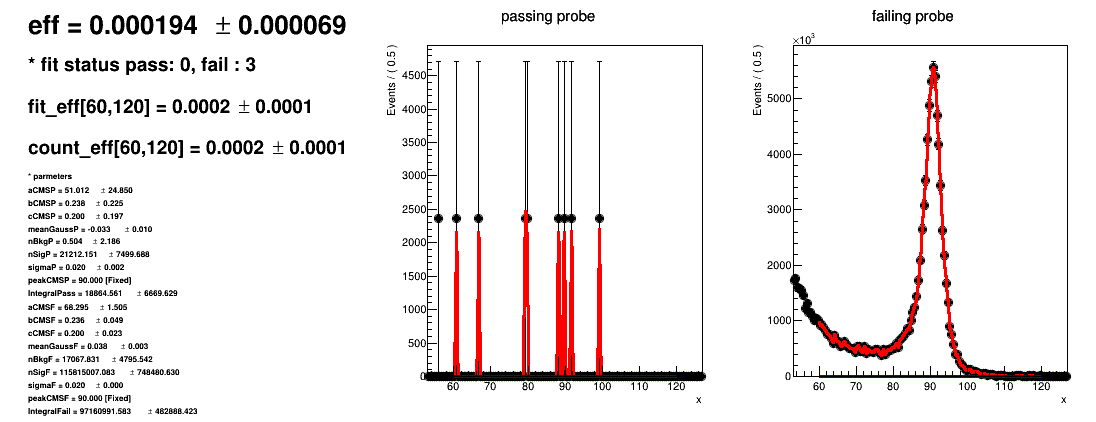 eff = 0.000194 ± 0.000069
* fit status pass: 0, fail : 3
fit_eff[60,120] = 0.0002 ± 0.0001
count_eff[60,120] = 0.0002 ± 0.0001
* parmeters
aCMSP = 51.012 ± 24.850
bCMSP = 0.238 ± 0.225
cCMSP = 0.200 ± 0.197
meanGaussP = -0.033 ± 0.010
nBkgP = 0.504 ± 2.186
nSigP = 21212.151 ± 7499.688
sigmaP = 0.020 ± 0.002
peakCMSP = 90.000 [Fixed]
IntegralPass = 18864.561 ± 6669.629
aCMSF = 68.295 ± 1.505
bCMSF = 0.236 ± 0.049
cCMSF = 0.200 ± 0.023
meanGaussF = 0.038 ± 0.003
nBkgF = 17067.831 ± 4795.542
nSigF = 115815007.083 ± 748480.630
sigmaF = 0.020 ± 0.000
peakCMSF = 90.000 [Fixed]
IntegralFail = 97160991.583 ± 482888.423
passing probe
Events / ( 0.5 )
4500
4000
3500
3000
2500
2000
1500
1000
500
0
60 70 80 90 100 110 120
x
failing probe
×10³
Events / ( 0.5 )
5000
4000
3000
2000
1000
0
60 70 80 90 100 110 120
x